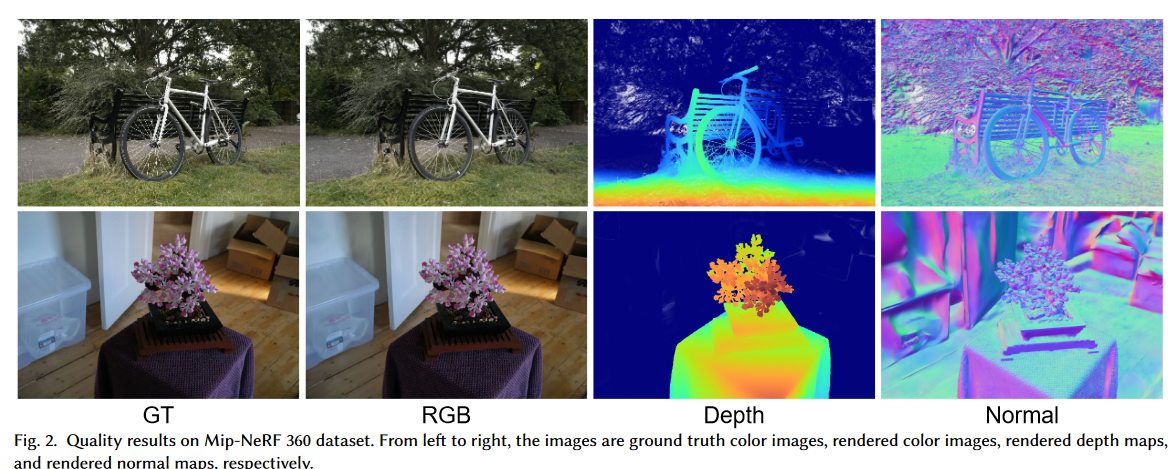 GT RGB Depth Normal
Fig. 2. Quality results on Mip-NeRF 360 dataset. From left to right, the images are ground truth color images, rendered color images, rendered depth maps,
and rendered normal maps, respectively.